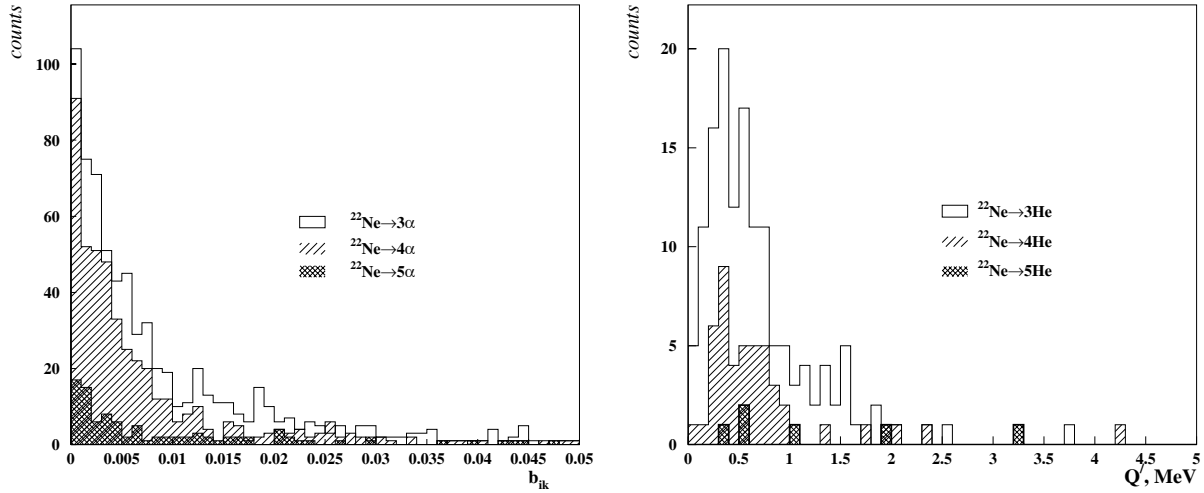 counts
100
80
60
40
20
0
²²Ne→3α
²²Ne→4α
²²Ne→5α
0 0.005 0.01 0.015 0.02 0.025 0.03 0.035 0.04 0.045 0.05
b_ik
counts
20
15
10
5
0
²²Ne→3He
²²Ne→4He
²²Ne→5He
0 0.5 1 1.5 2 2.5 3 3.5 4 4.5 5
Q′, MeV